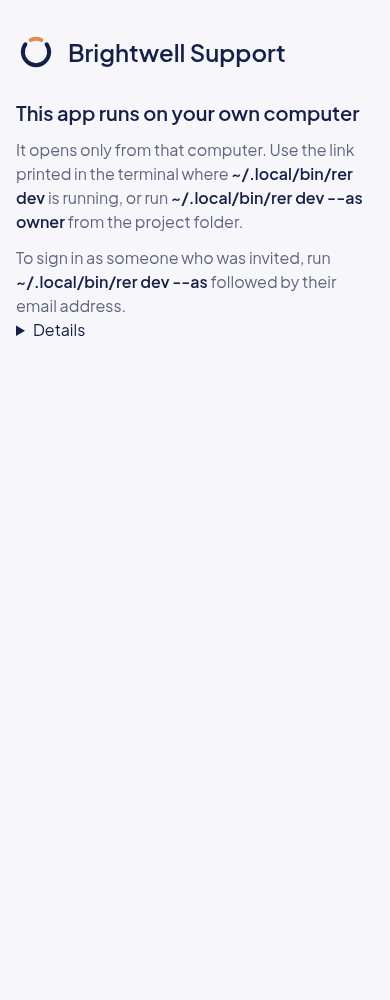 Brightwell Support
This app runs on your own computer
It opens only from that computer. Use the link
printed in the terminal where ~/.local/bin/rer
dev is running, or run ~/.local/bin/rer dev --as
owner from the project folder.
To sign in as someone who was invited, run
~/.local/bin/rer dev --as followed by their
email address.
Details